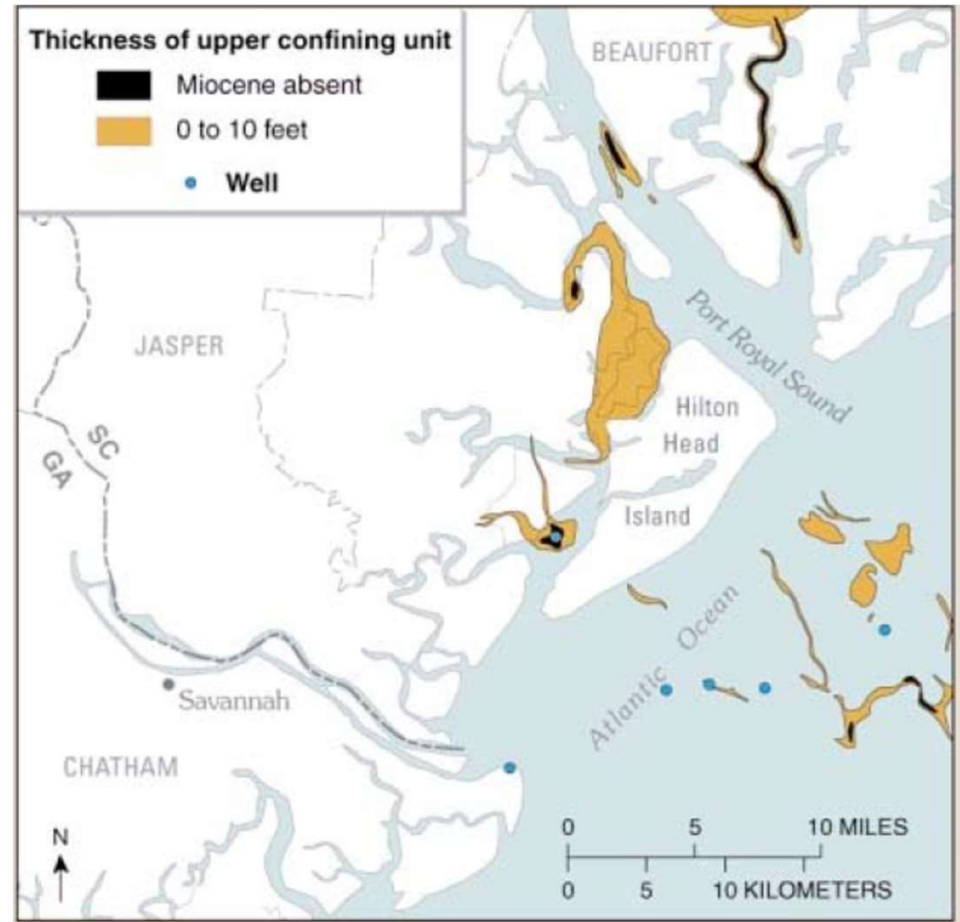 Thickness of upper confining unit
Miocene absent
0 to 10 feet
Well
BEAUFORT
Port Royal Sound
JASPER
Hilton
Head
Island
SC
GA
Atlantic Ocean
Savannah
CHATHAM
N
0 5 10 MILES
0 5 10 KILOMETERS